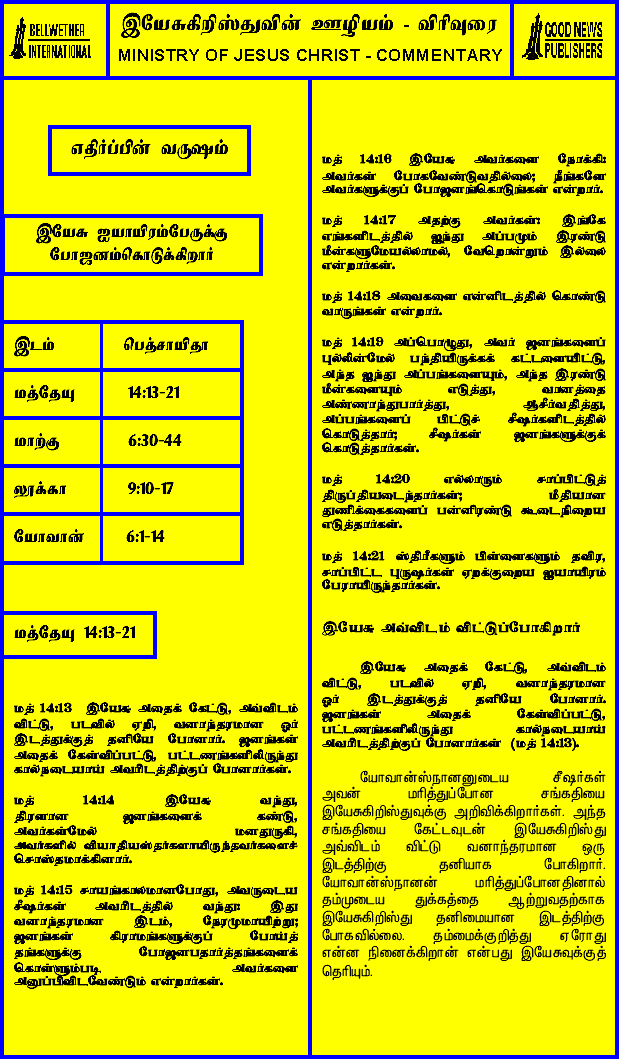 BELLWETHER
INTERNATIONAL
இயேசுகிறிஸ்துவின் ஊழியம் - விரிவுரை
MINISTRY OF JESUS CHRIST - COMMENTARY
GOOD NEWS
PUBLISHERS
எதிர்ப்பின் வருஷம்
இயேசு ஐயாயிரம்பேருக்கு
போஜனம்கொடுக்கிறார்
இடம் பெத்சாயிதா
மத்தேயு 14:13-21
மாற்கு 6:30-44
லூக்கா 9:10-17
யோவான் 6:1-14
மத்தேயு 14:13-21
மத் 14:13 இயேசு அதைக் கேட்டு, அவ்விடம்
விட்டு, படவில் ஏறி, வனாந்தரமான ஓர்
இடத்துக்குத் தனியே போனார். ஜனங்கள்
அதைக் கேள்விப்பட்டு, பட்டணங்களிலிருந்து
கால்நடையாய் அவரிடத்திற்குப் போனார்கள்.
மத் 14:14 இயேசு வந்து,
திரளான ஜனங்களைக் கண்டு,
அவர்கள்மேல் மனதுருகி,
அவர்களில் வியாதியஸ்தர்களாயிருந்தவர்களைச்
சொஸ்தமாக்கினார்.
மத் 14:15 சாயங்காலமானபோது, அவருடைய
சீஷர்கள் அவரிடத்தில் வந்து: இது
வனாந்தரமான இடம், நேரமுமாயிற்று;
ஜனங்கள் கிராமங்களுக்குப் போய்த்
தங்களுக்கு போஜனபதார்த்தங்களைக்
கொள்ளும்படி அவர்களை
அனுப்பிவிடவேண்டும் என்றார்கள்.
மத் 14:16 இயேசு அவர்களை நோக்கி:
அவர்கள் போகவேண்டுவதில்லை; நீங்களே
அவர்களுக்குப் போஜனங்கொடுங்கள் என்றார்.
மத் 14:17 அதற்கு அவர்கள்: இங்கே
எங்களிடத்தில் ஐந்து அப்பமும் இரண்டு
மீன்களுமேயல்லாமல், வேறொன்றும் இல்லை
என்றார்கள்.
மத் 14:18 அவைகளை என்னிடத்தில் கொண்டு
வாருங்கள் என்றார்.
மத் 14:19 அப்பொழுது, அவர் ஜனங்களைப்
புல்லின்மேல் பந்தியிருக்கக் கட்டளையிட்டு,
அந்த ஐந்து அப்பங்களையும், அந்த இரண்டு
மீன்களையும் எடுத்து, வானத்தை
அண்ணாந்துபார்த்து, ஆசீர்வதித்து,
அப்பங்களைப் பிட்டுச் சீஷர்களிடத்தில்
கொடுத்தார்; சீஷர்கள் ஜனங்களுக்குக்
கொடுத்தார்கள்.
மத் 14:20 எல்லாரும் சாப்பிட்டுத்
திருப்தியடைந்தார்கள்; மீதியான
துணிக்கைகளைப் பன்னிரண்டு கூடைநிறைய
எடுத்தார்கள்.
மத் 14:21 ஸ்திரீகளும் பிள்ளைகளும் தவிர,
சாப்பிட்ட புருஷர்கள் ஏறக்குறைய ஐயாயிரம்
பேராயிருந்தார்கள்.
இயேசு அவ்விடம் விட்டுப்போகிறார்
இயேசு அதைக் கேட்டு, அவ்விடம்
விட்டு, படவில் ஏறி, வனாந்தரமான
ஓர் இடத்துக்குத் தனியே போனார்.
ஜனங்கள் அதைக் கேள்விப்பட்டு,
பட்டணங்களிலிருந்து கால்நடையாய்
அவரிடத்திற்குப் போனார்கள் (மத் 14:13).
யோவான்ஸ்நானனுடைய சீஷர்கள்
அவன் மரித்துப்போன சங்கதியை
இயேசுகிறிஸ்துவுக்கு அறிவிக்கிறார்கள். அந்த
சங்கதியை கேட்டவுடன் இயேசுகிறிஸ்து
அவ்விடம் விட்டு வனாந்தரமான ஒரு
இடத்திற்கு தனியாக போகிறார்.
யோவான்ஸ்நானன் மரித்துப்போனதினால்
தம்முடைய துக்கத்தை ஆற்றுவதற்காக
இயேசுகிறிஸ்து தனிமையான இடத்திற்கு
போகவில்லை. தம்மைக்குறித்து ஏரோது
என்ன நினைக்கிறான் என்பது இயேசுவுக்குத்
தெரியும்.